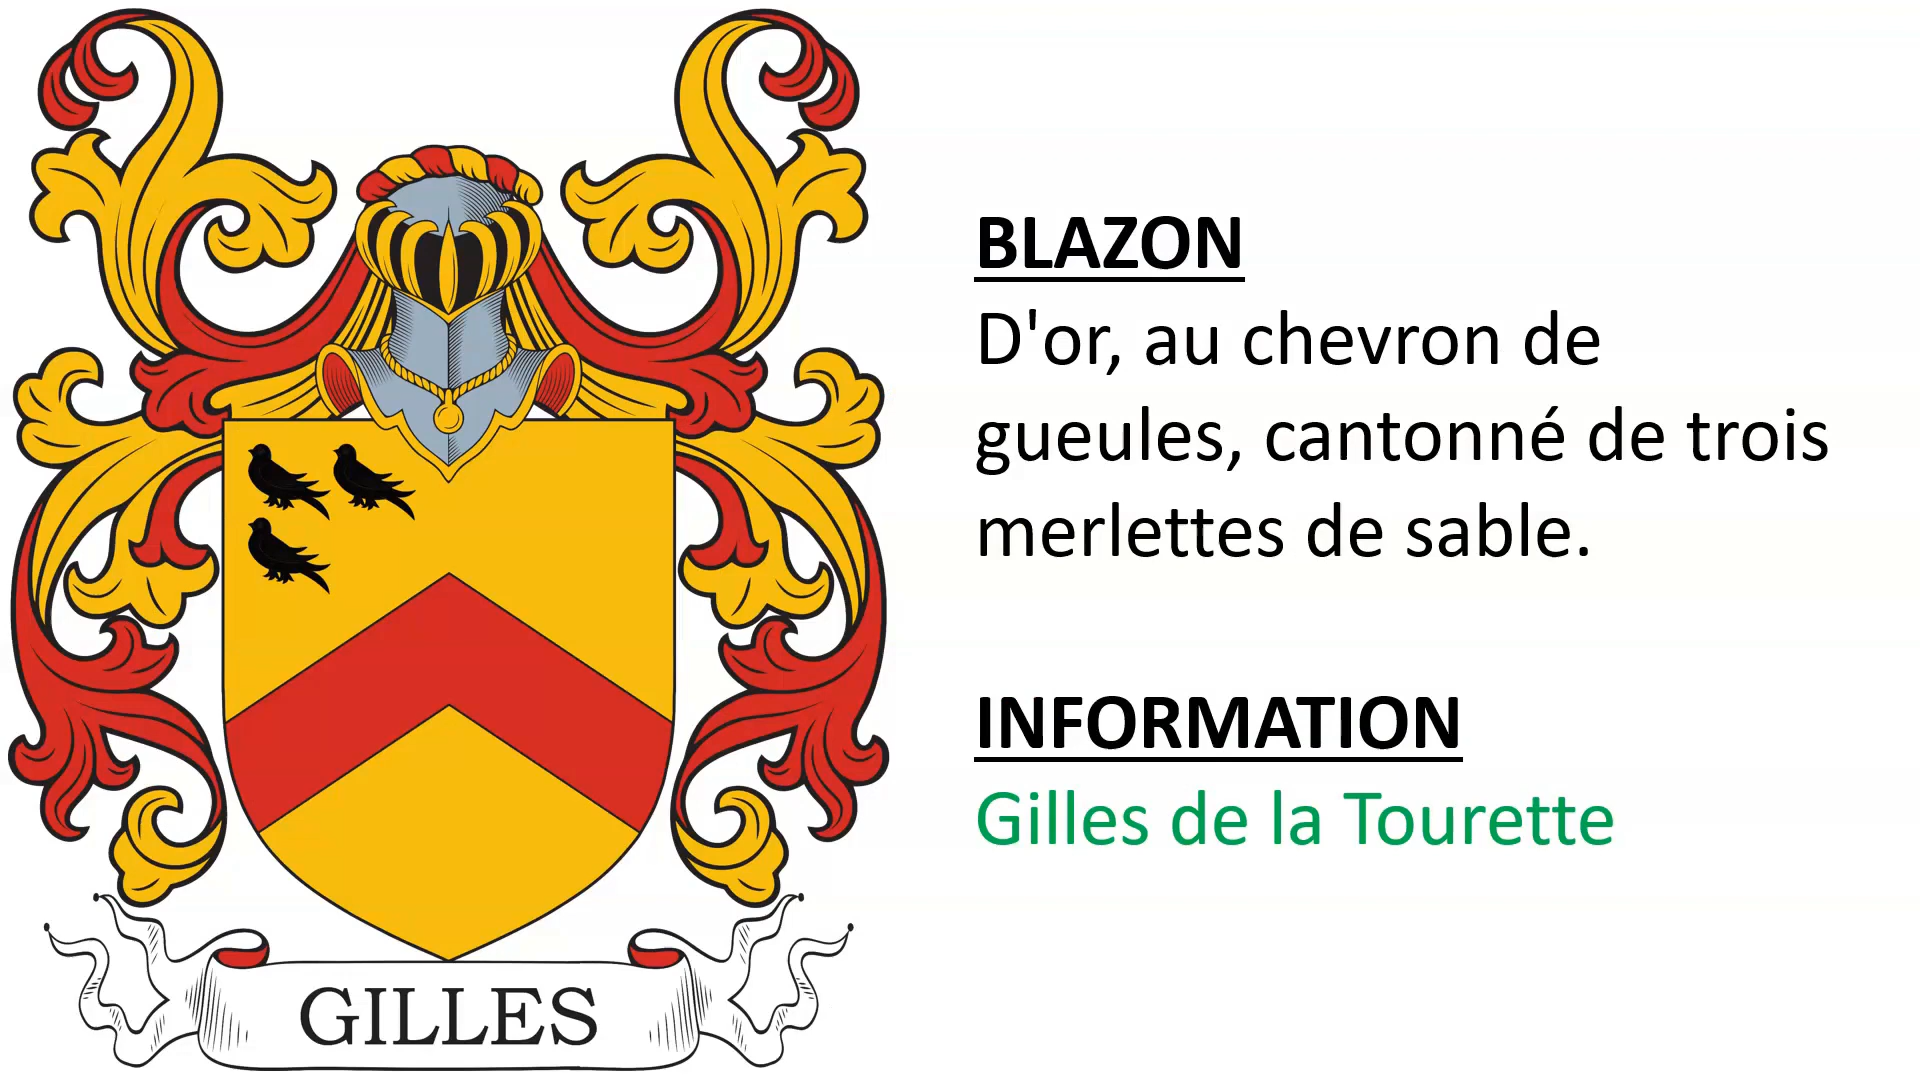 BLAZON
D'or, au chevron de
gueules, cantonné de trois
merlettes de sable.
INFORMATION
Gilles de la Tourette
GILLES